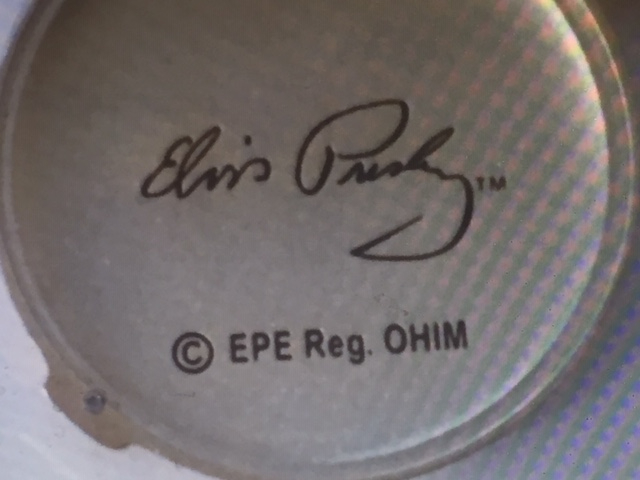 Elvis Presley™
© EPE Reg. OHIM